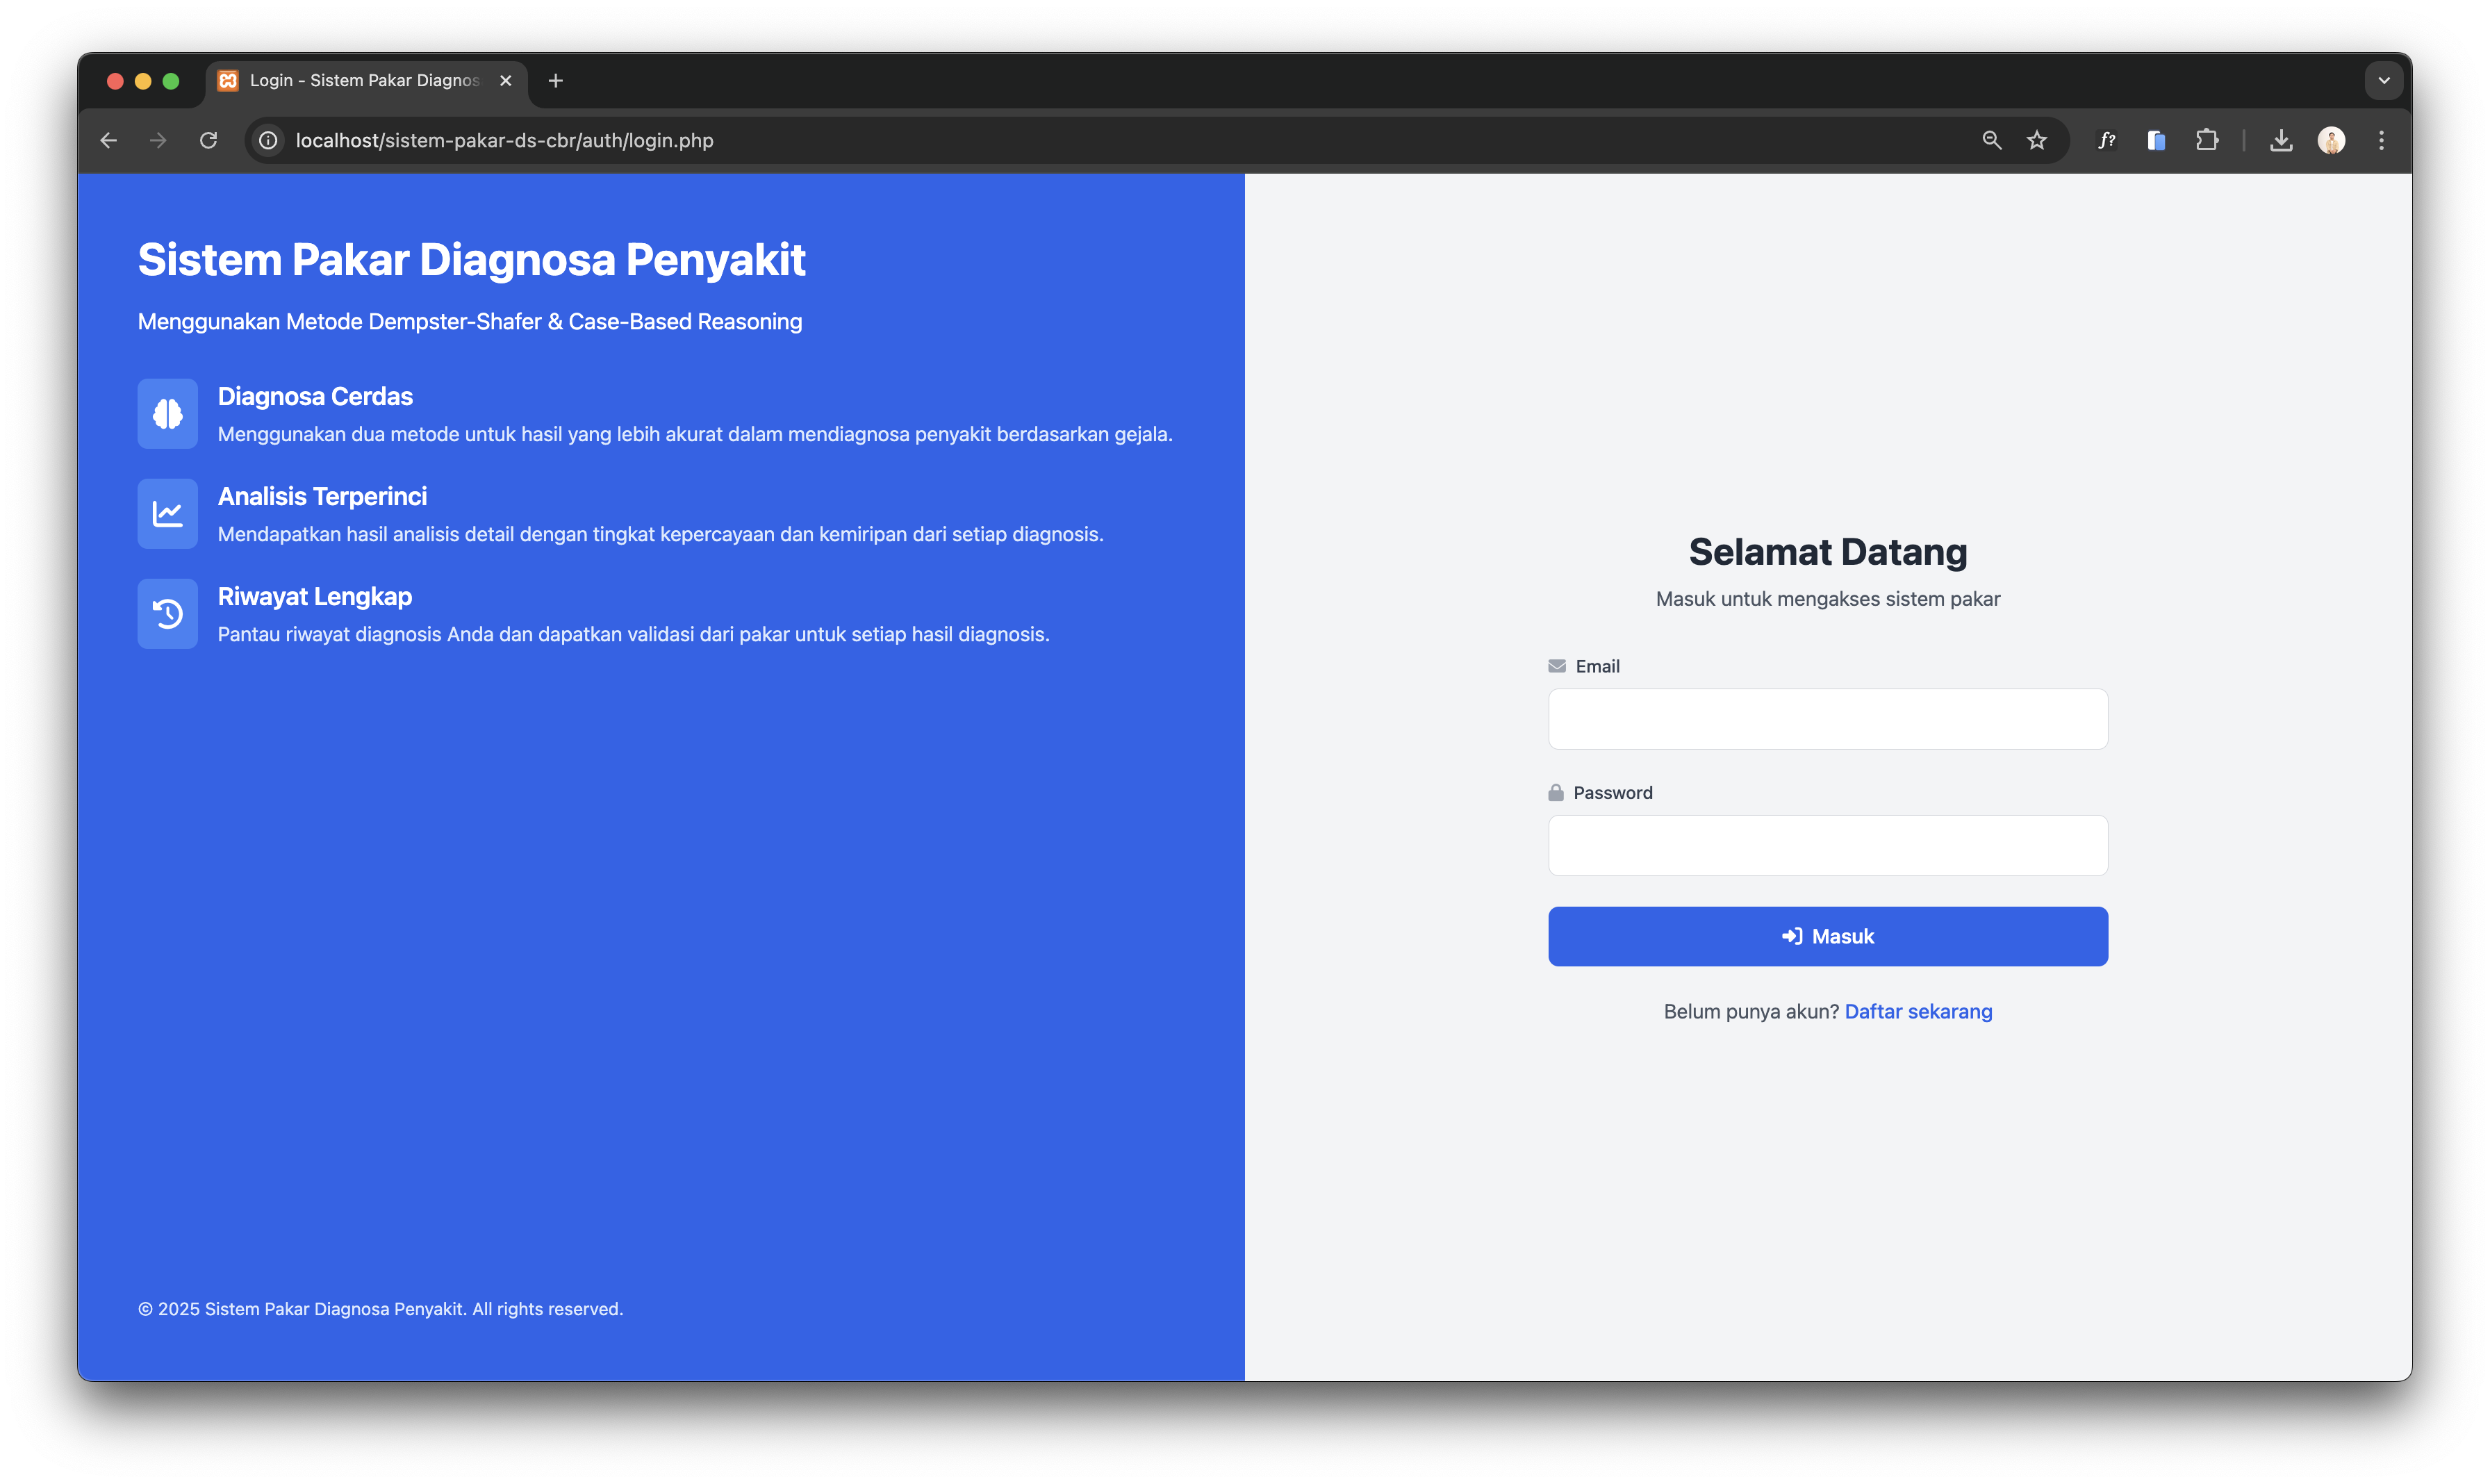 Login - Sistem Pakar Diagnos
localhost/sistem-pakar-ds-cbr/auth/login.php
f?
Sistem Pakar Diagnosa Penyakit
Menggunakan Metode Dempster-Shafer & Case-Based Reasoning
Diagnosa Cerdas
Menggunakan dua metode untuk hasil yang lebih akurat dalam mendiagnosa penyakit berdasarkan gejala.
Analisis Terperinci
Mendapatkan hasil analisis detail dengan tingkat kepercayaan dan kemiripan dari setiap diagnosis.
Riwayat Lengkap
Pantau riwayat diagnosis Anda dan dapatkan validasi dari pakar untuk setiap hasil diagnosis.
© 2025 Sistem Pakar Diagnosa Penyakit. All rights reserved.
Selamat Datang
Masuk untuk mengakses sistem pakar
Email
Password
Masuk
Belum punya akun? Daftar sekarang